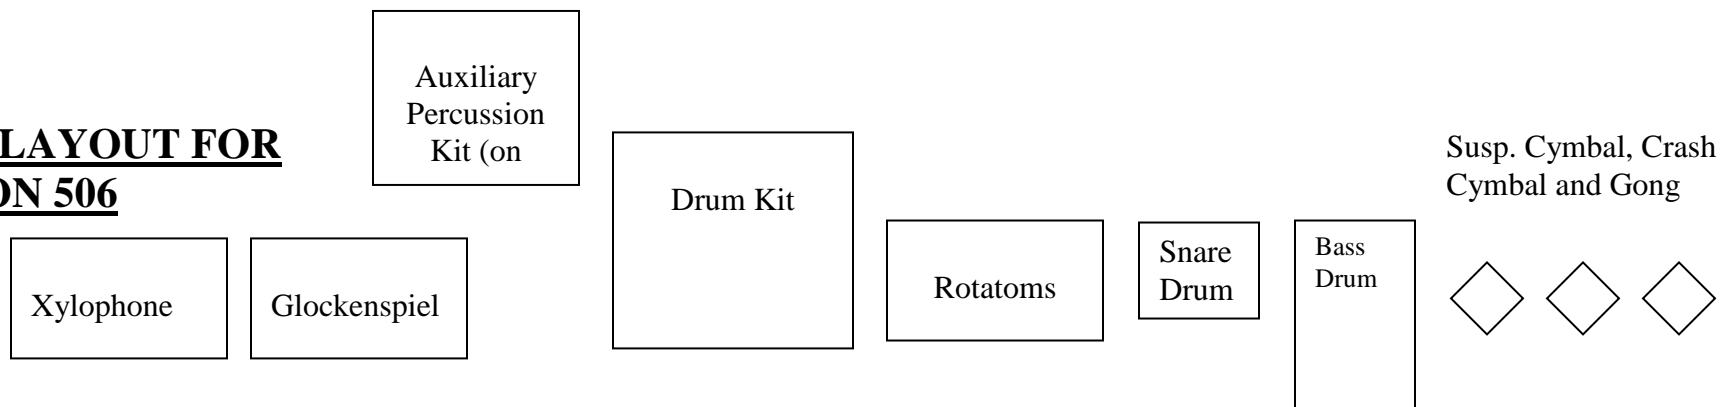 LAYOUT FOR
ON 506
Auxiliary
Percussion
Kit (on
Drum Kit
Susp. Cymbal, Crash
Cymbal and Gong
Xylophone
Glockenspiel
Rotatoms
Snare
Drum
Bass
Drum